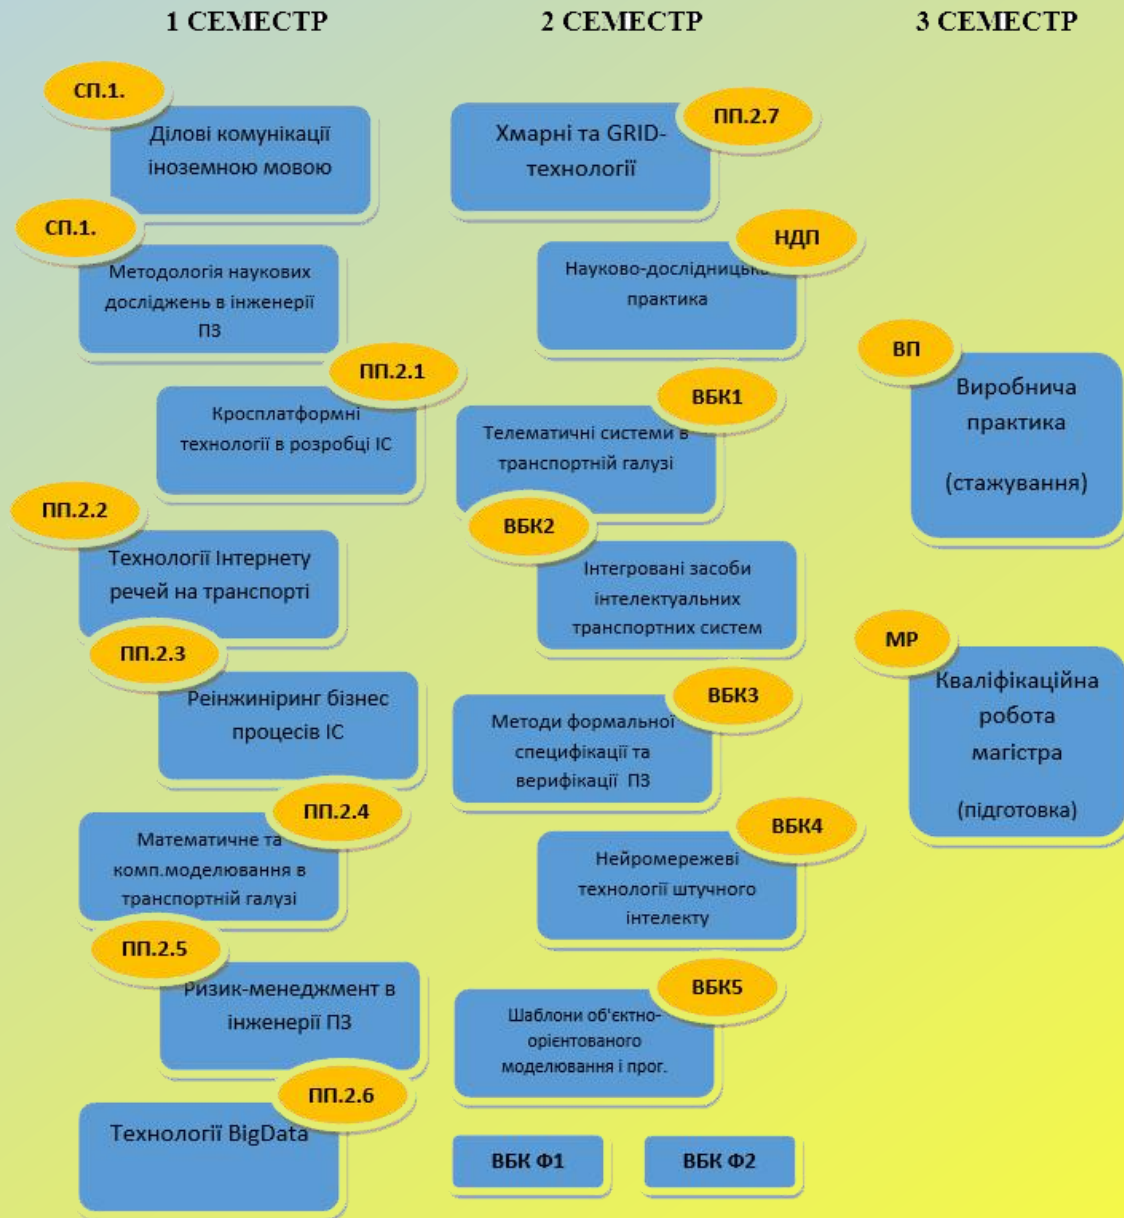 1 СЕМЕСТР
2 СЕМЕСТР
3 СЕМЕСТР
СП.1.
Ділові комунікації
іноземною мовою
СП.1.
Методологія наукових
досліджень в інженерії
ПЗ
ПП.2.1
Кросплатформні
технології в розробці ІС
ПП.2.2
Технології Інтернету
речей на транспорті
ПП.2.3
Реінжиніринг бізнес
процесів ІС
ПП.2.4
Математичне та
комп.моделювання в
транспортній галузі
ПП.2.5
Ризик-менеджмент в
інженерії ПЗ
ПП.2.6
Технології BigData
ПП.2.7
Хмарні та GRID-
технології
НДП
Науково-дослідницька
практика
ВБК1
Телематичні системи в
транспортній галузі
ВБК2
Інтегровані засоби
інтелектуальних
транспортних систем
ВБК3
Методи формальної
специфікації та
верифікації ПЗ
ВБК4
Нейромережеві
технології штучного
інтелекту
ВБК5
Шаблони об'єктно-
орієнтованого
моделювання і прог.
ВБК Ф1
ВБК Ф2
ВП
Виробнича
практика
(стажування)
МР
Кваліфікаційна
робота
магістра
(підготовка)